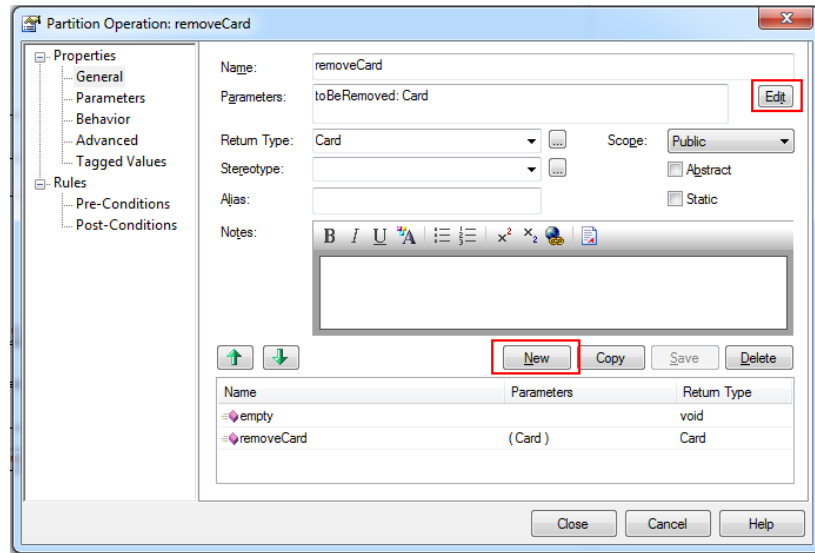 Partition Operation: removeCard
Properties
General
Parameters
Behavior
Advanced
Tagged Values
Rules
Pre-Conditions
Post-Conditions
Name: removeCard
Parameters: toBeRemoved: Card Edit
Return Type: Card ... Scope: Public
Stereotype: ... Abstract
Alias: Static
Notes: B I U A x² x₂
New Copy Save Delete
Name Parameters Return Type
empty void
removeCard ( Card ) Card
Close Cancel Help